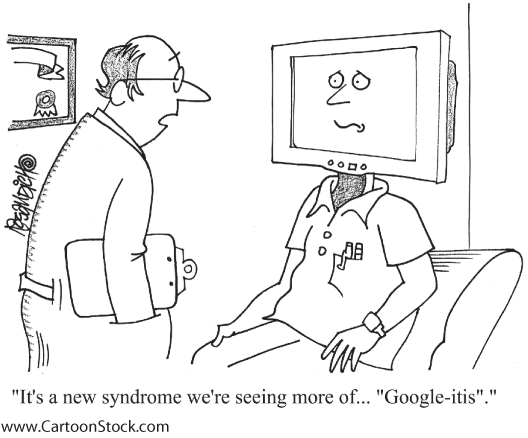 "It's a new syndrome we're seeing more of... "Google-itis"."
www.CartoonStock.com